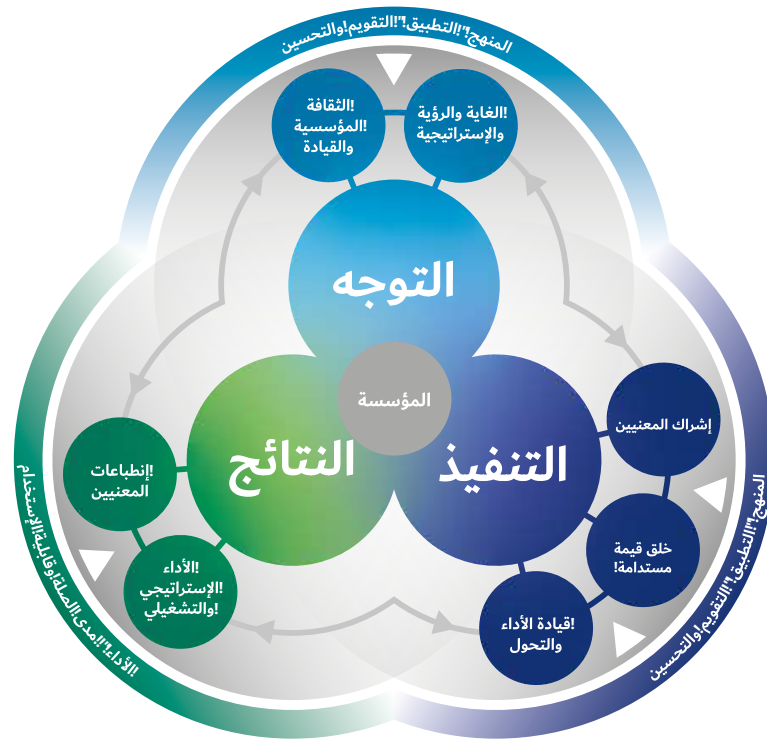 المنهج!"!التطبيق!"!التقويم!والتحسين
!الغاية والرؤية
والإستراتيجية
!الثقافة
!المؤسسية
والقيادة
التوجه
المؤسسة
النتائج
التنفيذ
إشراك المعنيين
خلق قيمة
مستدامة!
!قيادة الأداء
والتحول
!إنطباعات
المعنيين
!الأداء
!الإستراتيجي
!والتشغيلي
المنهج!"!التطبيق!"!التقويم!والتحسين
!الأداء!"!مدى!الصلة!وقابلية!الإستخدام